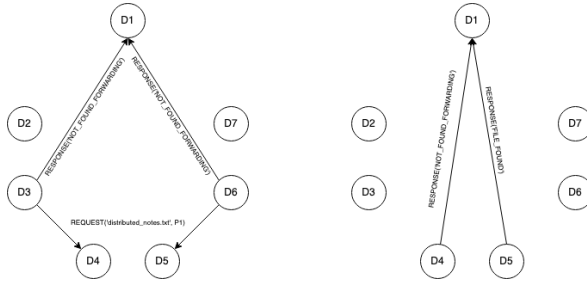 D1
RESPONSE('NOT_FOUND_FORWARDING')
RESPONSE('NOT_FOUND_FORWARDING')
D2
D7
D3
D6
REQUEST('distributed_notes.txt', P1)
D4
D5
D1
RESPONSE('NOT_FOUND_FORWARDING')
RESPONSE('FILE_FOUND')
D2
D7
D3
D6
D4
D5